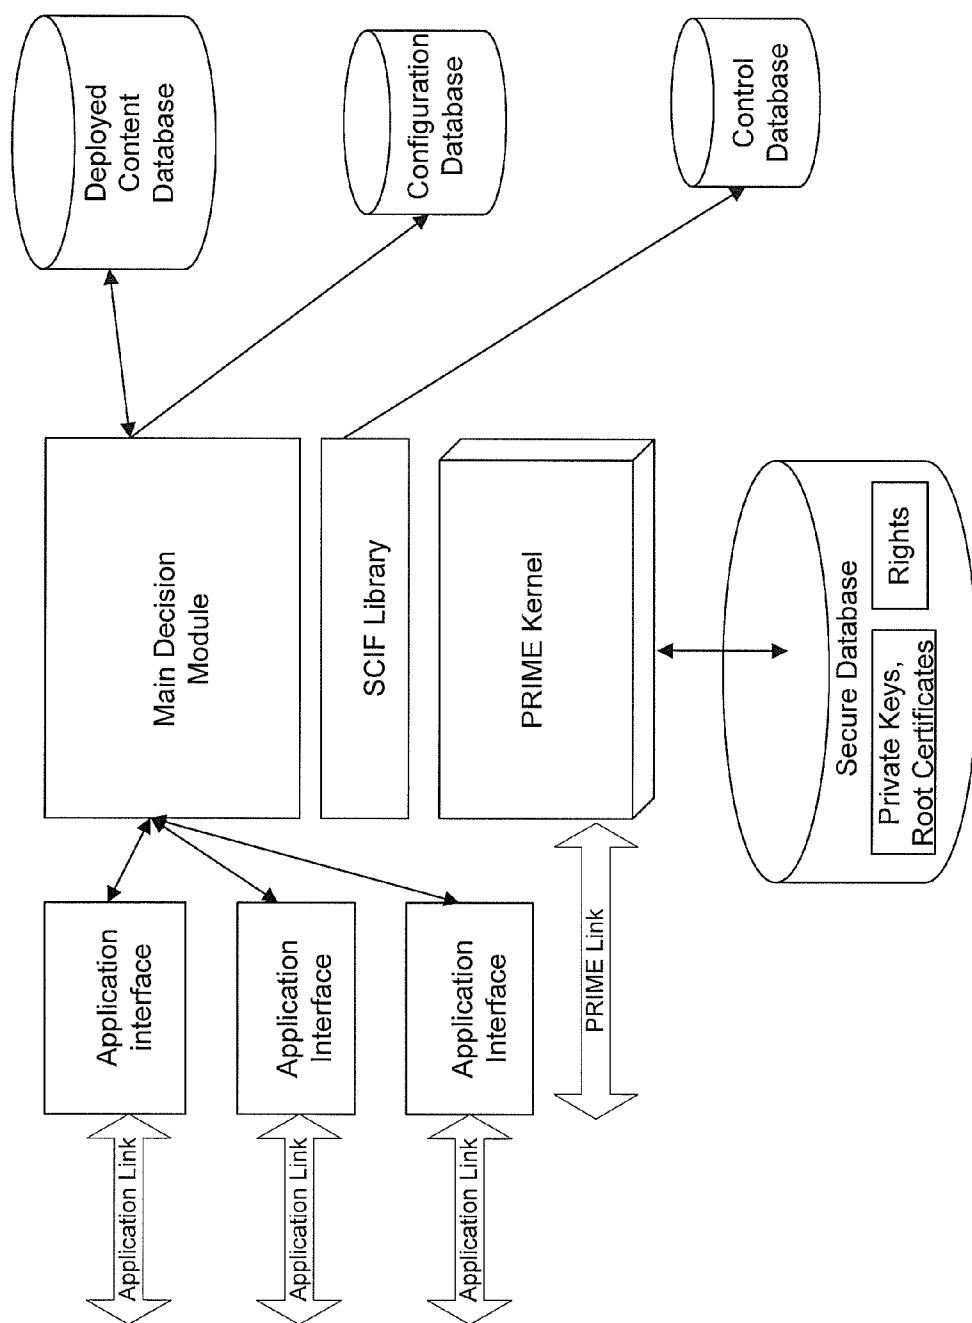 Deployed
Content
Database
Configuration
Database
Control
Database
Main Decision
Module
SCIF Library
PRIME Kernel
Secure Database
Private Keys,
Root Certificates
Rights
Application
interface
Application
Interface
Application
Interface
PRIME Link
Application Link
Application Link
Application Link